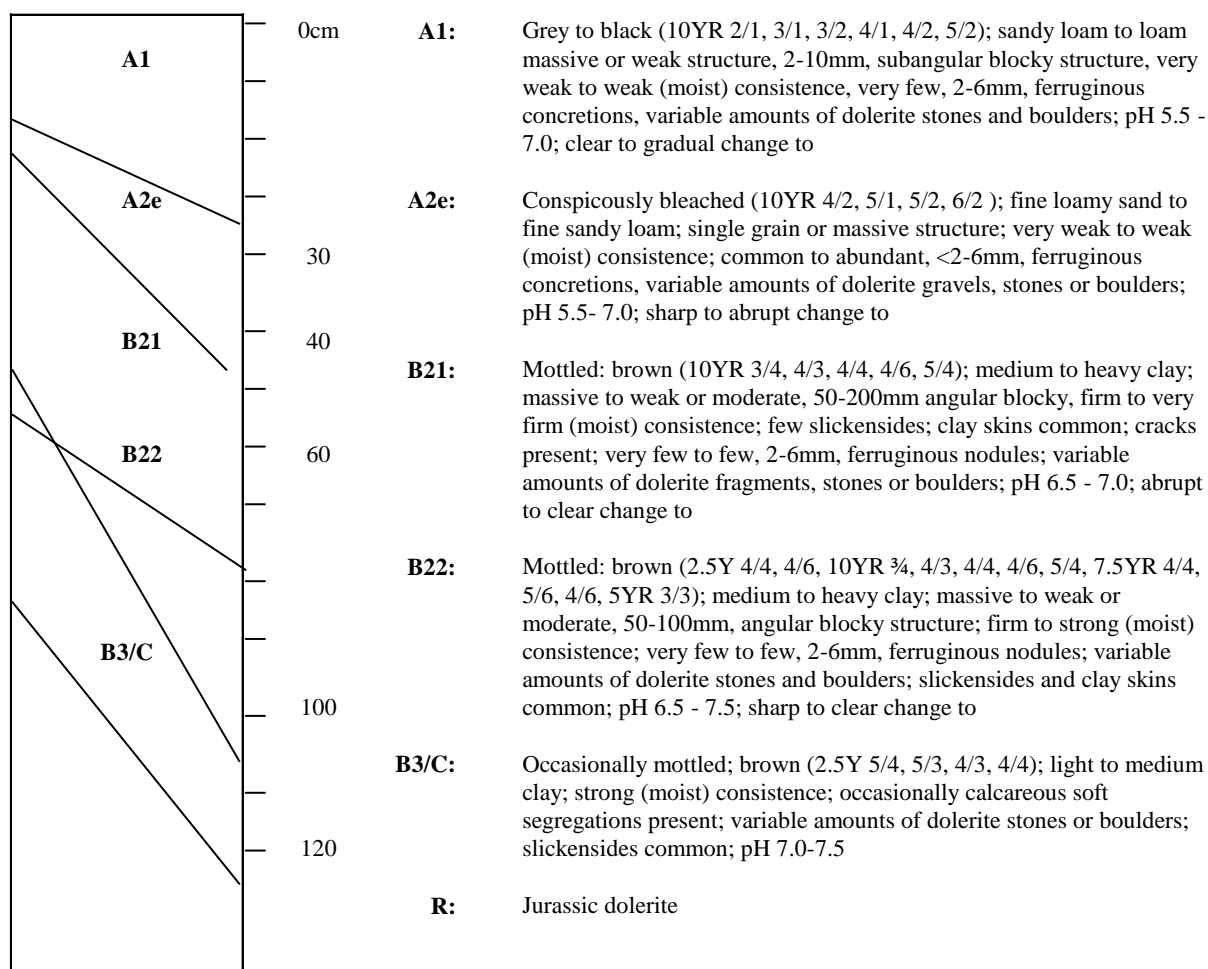 A1
A2e
B21
B22
B3/C
0cm
30
40
60
100
120
A1: Grey to black (10YR 2/1, 3/1, 3/2, 4/1, 4/2, 5/2); sandy loam to loam
massive or weak structure, 2-10mm, subangular blocky structure, very
weak to weak (moist) consistence, very few, 2-6mm, ferruginous
concretions, variable amounts of dolerite stones and boulders; pH 5.5 -
7.0; clear to gradual change to
A2e: Conspicously bleached (10YR 4/2, 5/1, 5/2, 6/2 ); fine loamy sand to
fine sandy loam; single grain or massive structure; very weak to weak
(moist) consistence; common to abundant, <2-6mm, ferruginous
concretions, variable amounts of dolerite gravels, stones or boulders;
pH 5.5- 7.0; sharp to abrupt change to
B21: Mottled: brown (10YR 3/4, 4/3, 4/4, 4/6, 5/4); medium to heavy clay;
massive to weak or moderate, 50-200mm angular blocky, firm to very
firm (moist) consistence; few slickensides; clay skins common; cracks
present; very few to few, 2-6mm, ferruginous nodules; variable
amounts of dolerite fragments, stones or boulders; pH 6.5 - 7.0; abrupt
to clear change to
B22: Mottled: brown (2.5Y 4/4, 4/6, 10YR ¾, 4/3, 4/4, 4/6, 5/4, 7.5YR 4/4,
5/6, 4/6, 5YR 3/3); medium to heavy clay; massive to weak or
moderate, 50-100mm, angular blocky structure; firm to strong (moist)
consistence; very few to few, 2-6mm, ferruginous nodules; variable
amounts of dolerite stones and boulders; slickensides and clay skins
common; pH 6.5 - 7.5; sharp to clear change to
B3/C: Occasionally mottled; brown (2.5Y 5/4, 5/3, 4/3, 4/4); light to medium
clay; strong (moist) consistence; occasionally calcareous soft
segregations present; variable amounts of dolerite stones or boulders;
slickensides common; pH 7.0-7.5
R: Jurassic dolerite